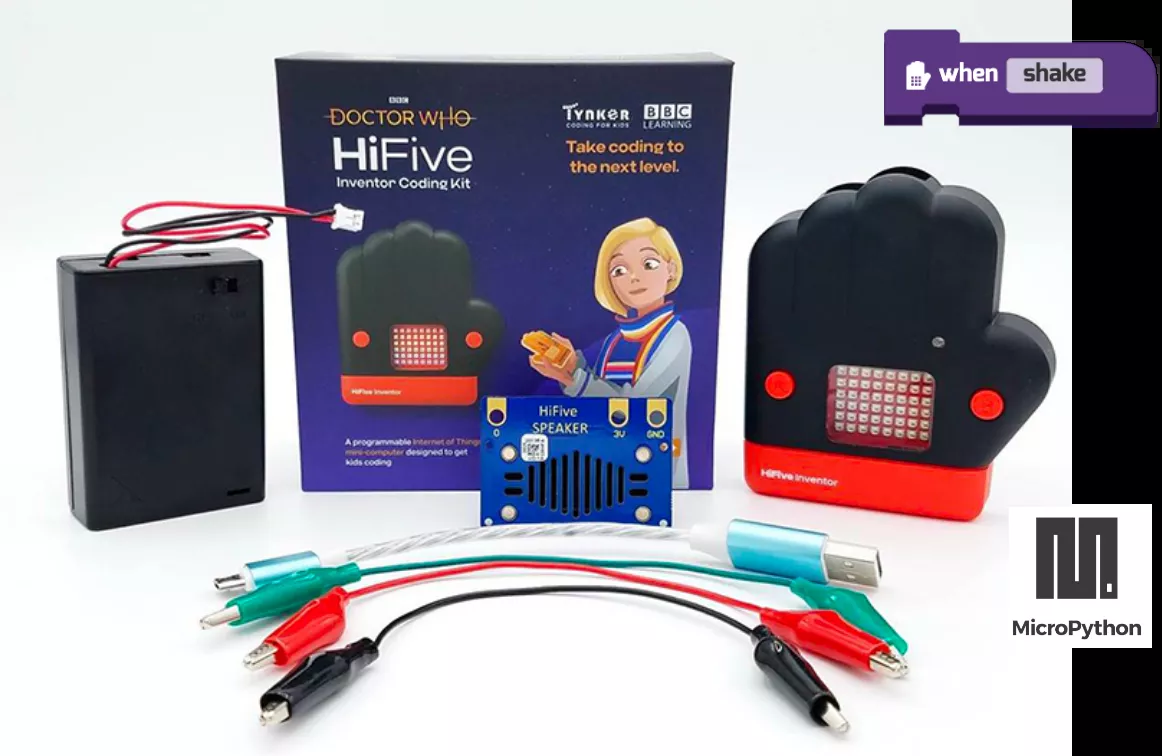 when shake
BBC
DOCTOR WHO
HiFive
Inventor Coding Kit
TYNKER
CODING FOR KIDS
BBC
LEARNING
Take coding to
the next level.
HiFive Inventor
A programmable Internet of Thing
mini-computer designed to get
kids coding
HiFive
SPEAKER
0
3V
GND
HiFive Inventor
MicroPython